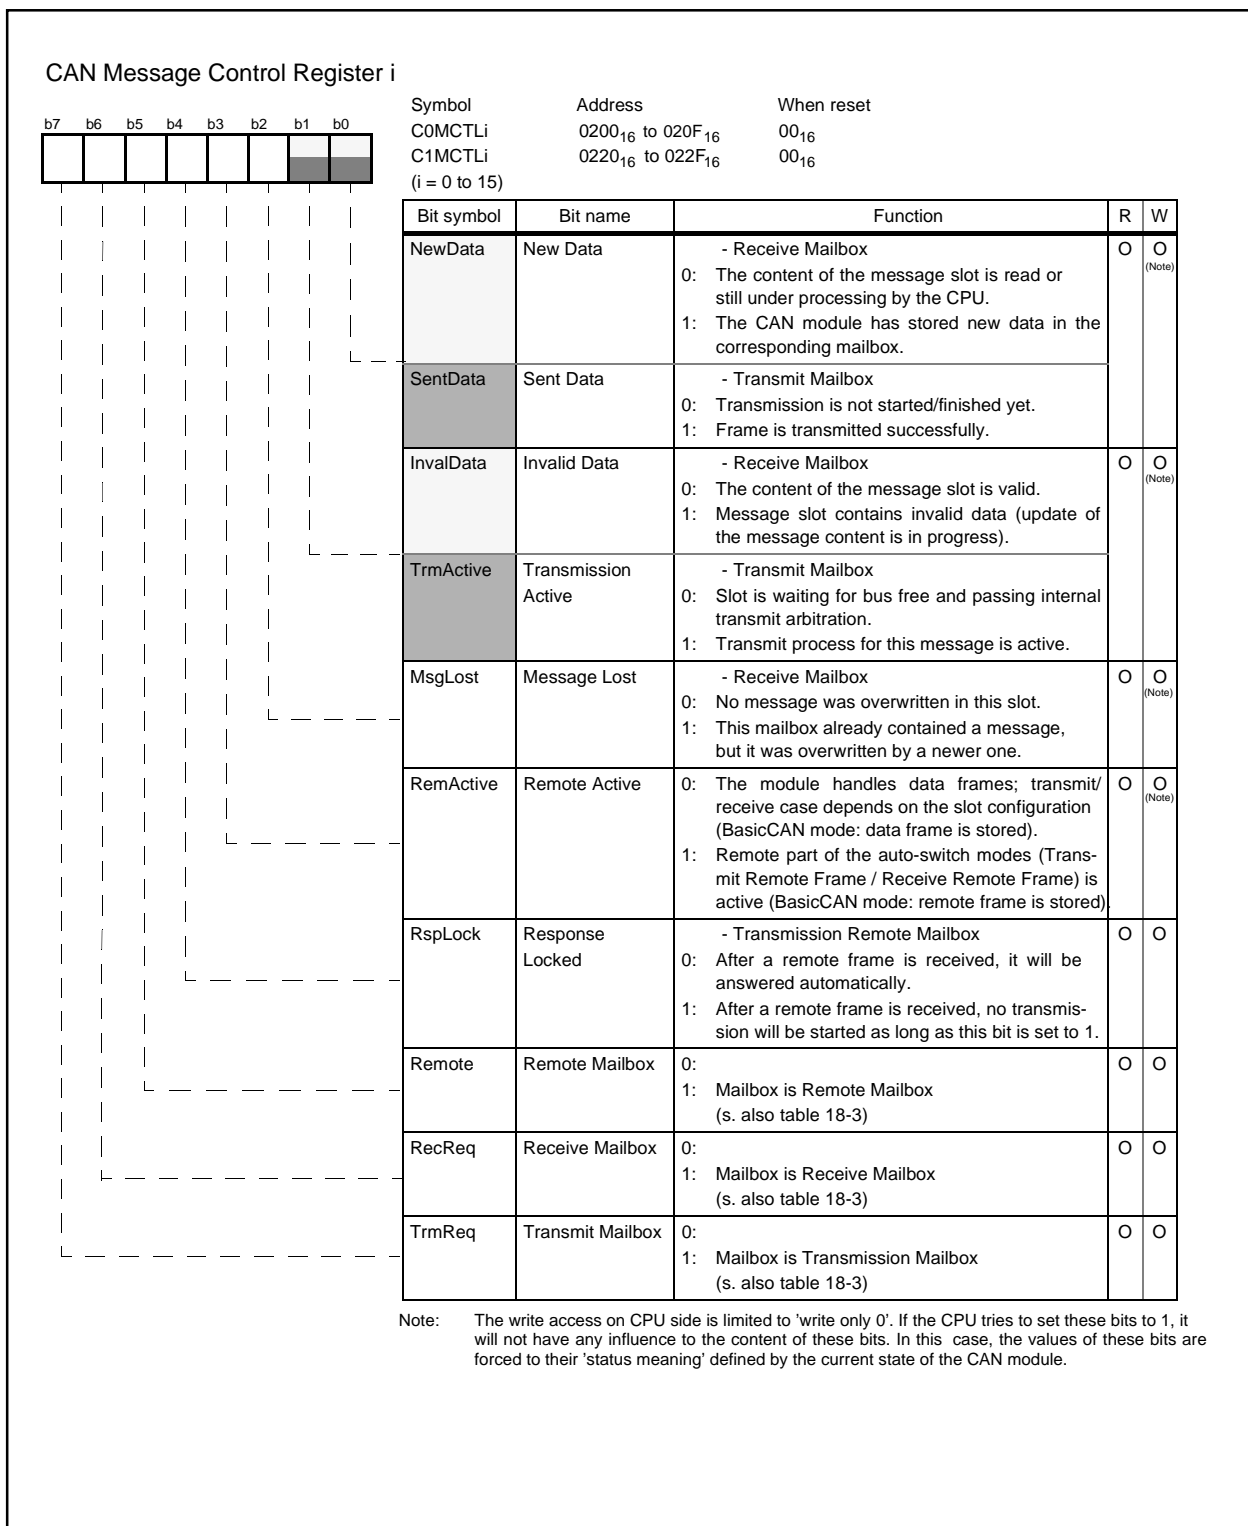 CAN Message Control Register i
b7 b6 b5 b4 b3 b2 b1 b0
Symbol Address When reset
C0MCTLi 0200₁₆ to 020F₁₆ 00₁₆
C1MCTLi 0220₁₆ to 022F₁₆ 00₁₆
(i = 0 to 15)
Bit symbol Bit name Function R W
NewData New Data - Receive Mailbox O O
(Note)
0: The content of the message slot is read or
still under processing by the CPU.
1: The CAN module has stored new data in the
corresponding mailbox.
SentData Sent Data - Transmit Mailbox
0: Transmission is not started/finished yet.
1: Frame is transmitted successfully.
InvalData Invalid Data - Receive Mailbox O O
(Note)
0: The content of the message slot is valid.
1: Message slot contains invalid data (update of
the message content is in progress).
TrmActive Transmission - Transmit Mailbox
Active 0: Slot is waiting for bus free and passing internal
transmit arbitration.
1: Transmit process for this message is active.
MsgLost Message Lost - Receive Mailbox O O
(Note)
0: No message was overwritten in this slot.
1: This mailbox already contained a message,
but it was overwritten by a newer one.
RemActive Remote Active 0: The module handles data frames; transmit/ O O
(Note)
receive case depends on the slot configuration
(BasicCAN mode: data frame is stored).
1: Remote part of the auto-switch modes (Trans-
mit Remote Frame / Receive Remote Frame) is
active (BasicCAN mode: remote frame is stored).
RspLock Response - Transmission Remote Mailbox O O
Locked 0: After a remote frame is received, it will be
answered automatically.
1: After a remote frame is received, no transmis-
sion will be started as long as this bit is set to 1.
Remote Remote Mailbox 0: O O
1: Mailbox is Remote Mailbox
(s. also table 18-3)
RecReq Receive Mailbox 0: O O
1: Mailbox is Receive Mailbox
(s. also table 18-3)
TrmReq Transmit Mailbox 0: O O
1: Mailbox is Transmission Mailbox
(s. also table 18-3)
Note: The write access on CPU side is limited to 'write only 0'. If the CPU tries to set these bits to 1, it
will not have any influence to the content of these bits. In this case, the values of these bits are
forced to their 'status meaning' defined by the current state of the CAN module.